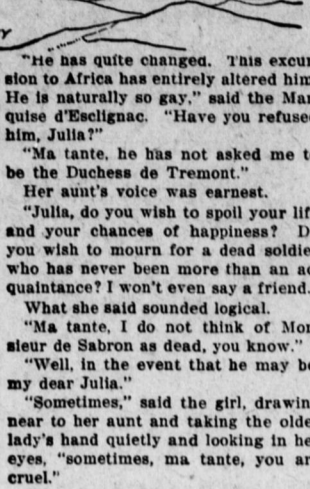 "He has quite changed. This excur
sion to Africa has entirely altered him
He is naturally so gay," said the Mar
quise d'Esclignac. "Have you refuse
him, Julia?"
"Ma tante, he has not asked me t
be the Duchess de Tremont."
Her aunt's voice was earnest.
"Julia, do you wish to spoil your lif
and your chances of happiness? D
you wish to mourn for a dead soldie
who has never been more than an ac
quaintance? I won't even say a friend.
What she said sounded logical.
"Ma tante, I do not think of Mon
sieur de Sabron as dead, you know."
"Well, in the event that he may be
my dear Julia."
"Sometimes," said the girl, drawin
near to her aunt and taking the olde
lady's hand quietly and looking in he
eyes, "sometimes, ma tante, you ar
cruel."